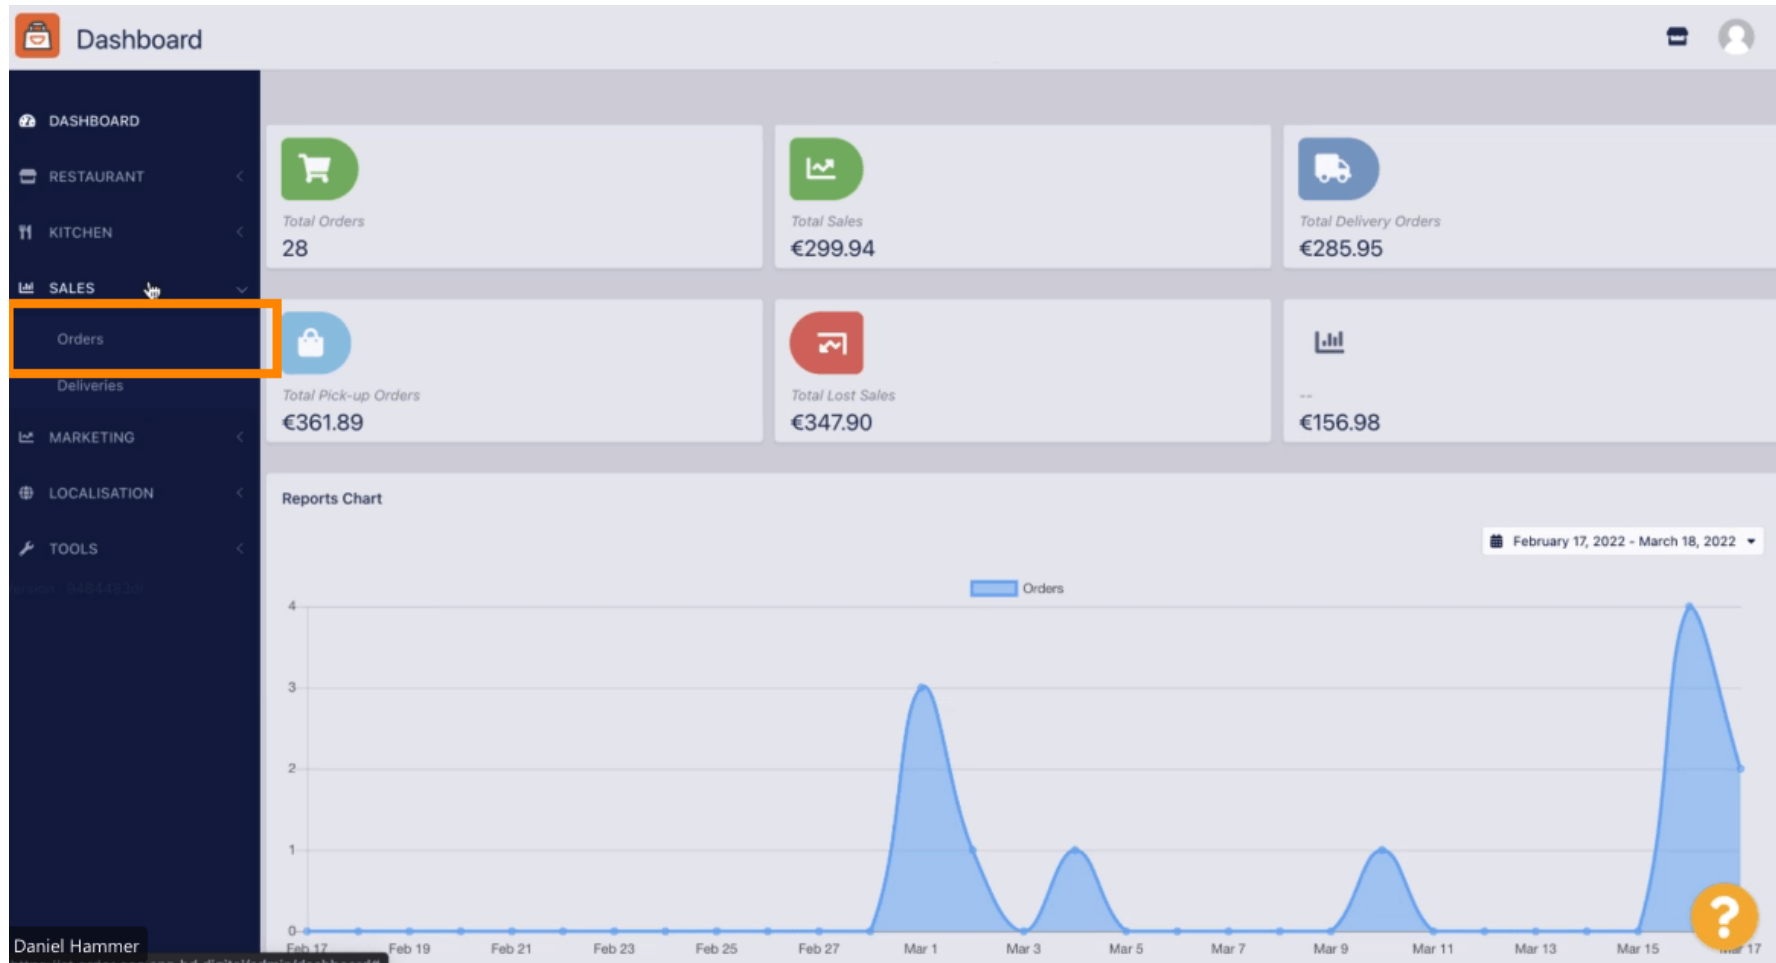 Dashboard
DASHBOARD
RESTAURANT
KITCHEN
SALES
Orders
Deliveries
MARKETING
LOCALISATION
TOOLS
Total Orders
28
Total Sales
€299.94
Total Delivery Orders
€285.95
Total Pick-up Orders
€361.89
Total Lost Sales
€347.90
--
€156.98
Reports Chart
February 17, 2022 - March 18, 2022
Orders
4
3
2
1
0
Feb 17 Feb 19 Feb 21 Feb 23 Feb 25 Feb 27 Mar 1 Mar 3 Mar 5 Mar 7 Mar 9 Mar 11 Mar 13 Mar 15 Mar 17
?
Daniel Hammer